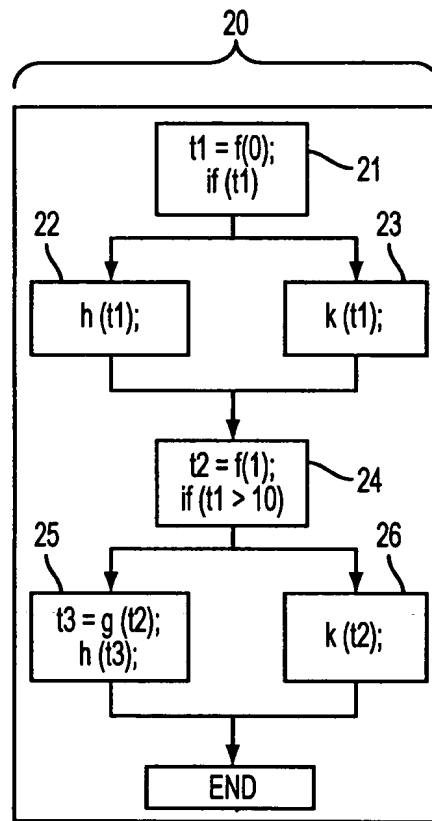 20
t1 = f(0);
if (t1)
21
22
23
h (t1);
k (t1);
t2 = f(1);
if (t1 > 10)
24
25
26
t3 = g (t2);
h (t3);
k (t2);
END